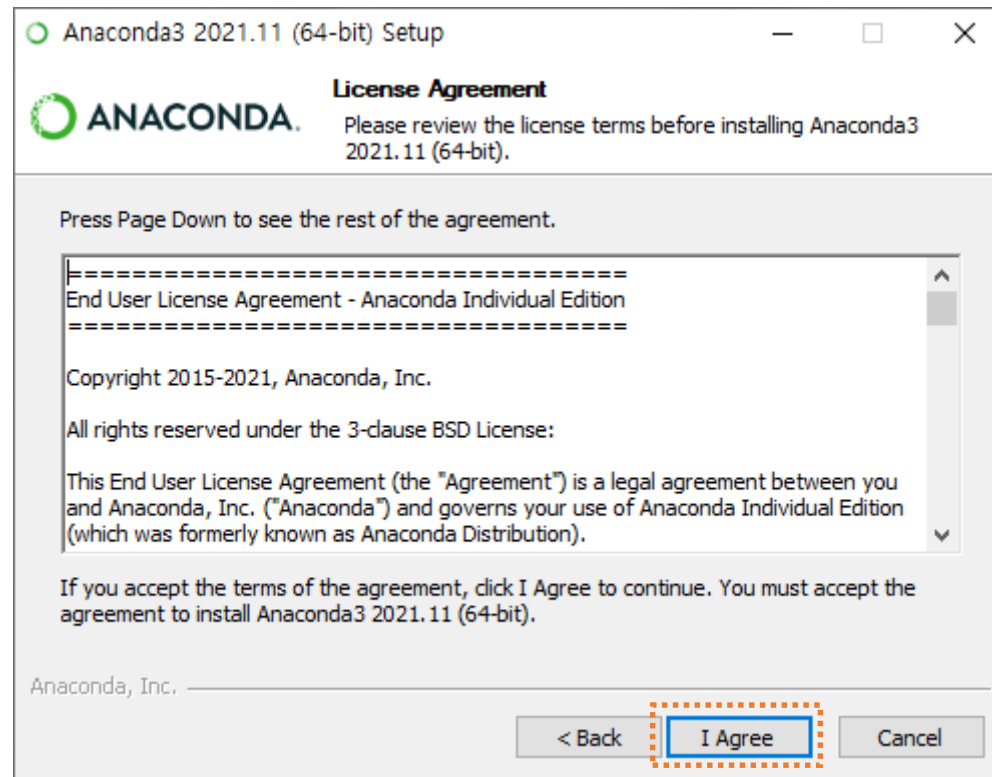 Anaconda3 2021.11 (64-bit) Setup
ANACONDA.
License Agreement
Please review the license terms before installing Anaconda3
2021.11 (64-bit).
Press Page Down to see the rest of the agreement.
===================================
End User License Agreement - Anaconda Individual Edition
===================================
Copyright 2015-2021, Anaconda, Inc.
All rights reserved under the 3-clause BSD License:
This End User License Agreement (the "Agreement") is a legal agreement between you
and Anaconda, Inc. ("Anaconda") and governs your use of Anaconda Individual Edition
(which was formerly known as Anaconda Distribution).
If you accept the terms of the agreement, click I Agree to continue. You must accept the
agreement to install Anaconda3 2021.11 (64-bit).
Anaconda, Inc.
< Back
I Agree
Cancel